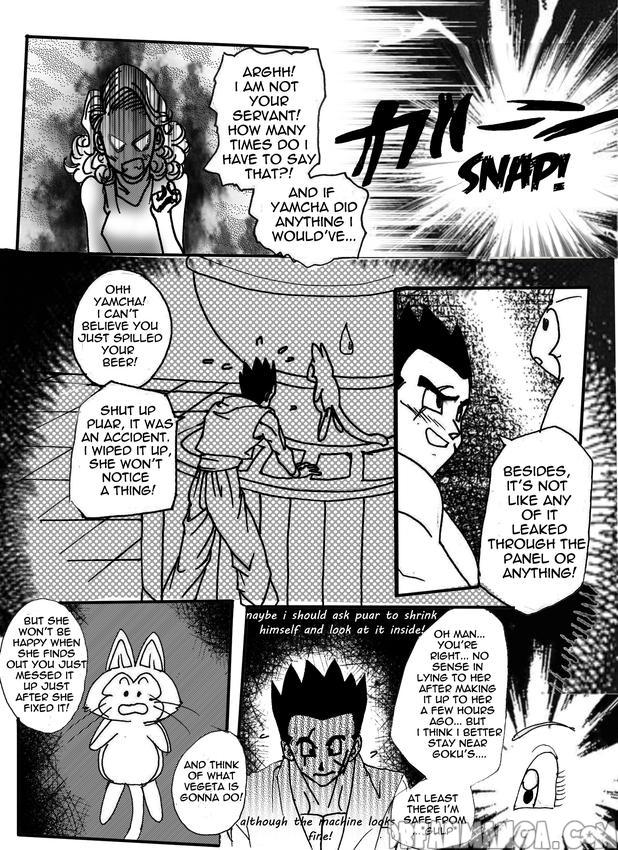 ARGHH!
I AM NOT
YOUR
SERVANT!
HOW MANY
TIMES DO I
HAVE TO SAY
THAT?!
AND IF
YAMCHA DID
ANYTHING I
WOULD'VE...
SNAP!
OHH
YAMCHA!
I CAN'T
BELIEVE YOU
JUST SPILLED
YOUR
BEER!
SHUT UP
PUAR, IT WAS
AN ACCIDENT.
I WIPED IT UP,
SHE WON'T
NOTICE
A THING!
BESIDES,
IT'S NOT
LIKE ANY
OF IT
LEAKED
THROUGH THE
PANEL OR
ANYTHING!
BUT SHE
WON'T BE
HAPPY WHEN
SHE FINDS
OUT YOU JUST
MESSED IT
UP JUST
AFTER SHE
FIXED IT!
AND THINK
OF WHAT
VEGETA IS
GONNA DO!
maybe i should ask puar to shrink
himself and look at it inside!
although the machine looks
fine!
OH MAN...
YOU'RE
RIGHT... NO
SENSE IN
LYING TO HER
AFTER MAKING
IT UP TO HER
A FEW HOURS
AGO... BUT
I THINK I BETTER
STAY NEAR
GOKU'S....
AT LEAST
THERE I'M
SAFE FROM...
*GULP*